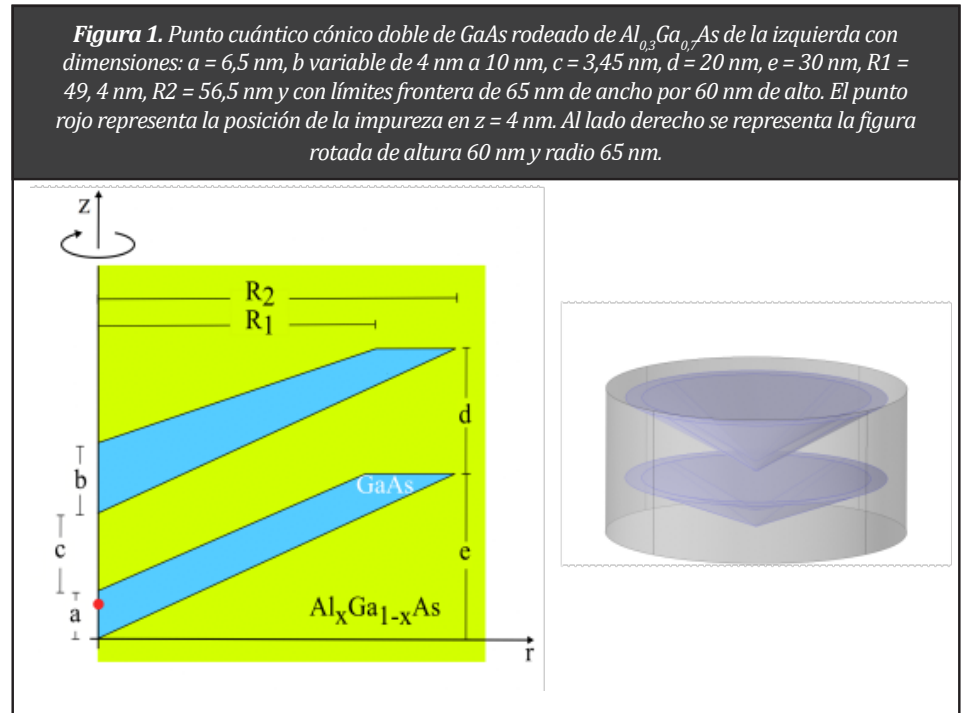 Figura 1. Punto cuántico cónico doble de GaAs rodeado de Al0,3Ga0,7As de la izquierda con
dimensiones: a = 6,5 nm, b variable de 4 nm a 10 nm, c = 3,45 nm, d = 20 nm, e = 30 nm, R1 =
49, 4 nm, R2 = 56,5 nm y con límites frontera de 65 nm de ancho por 60 nm de alto. El punto
rojo representa la posición de la impureza en z = 4 nm. Al lado derecho se representa la figura
rotada de altura 60 nm y radio 65 nm.
z
R2
R1
d
b
GaAs
c
e
a
AlxGa1-xAs
r